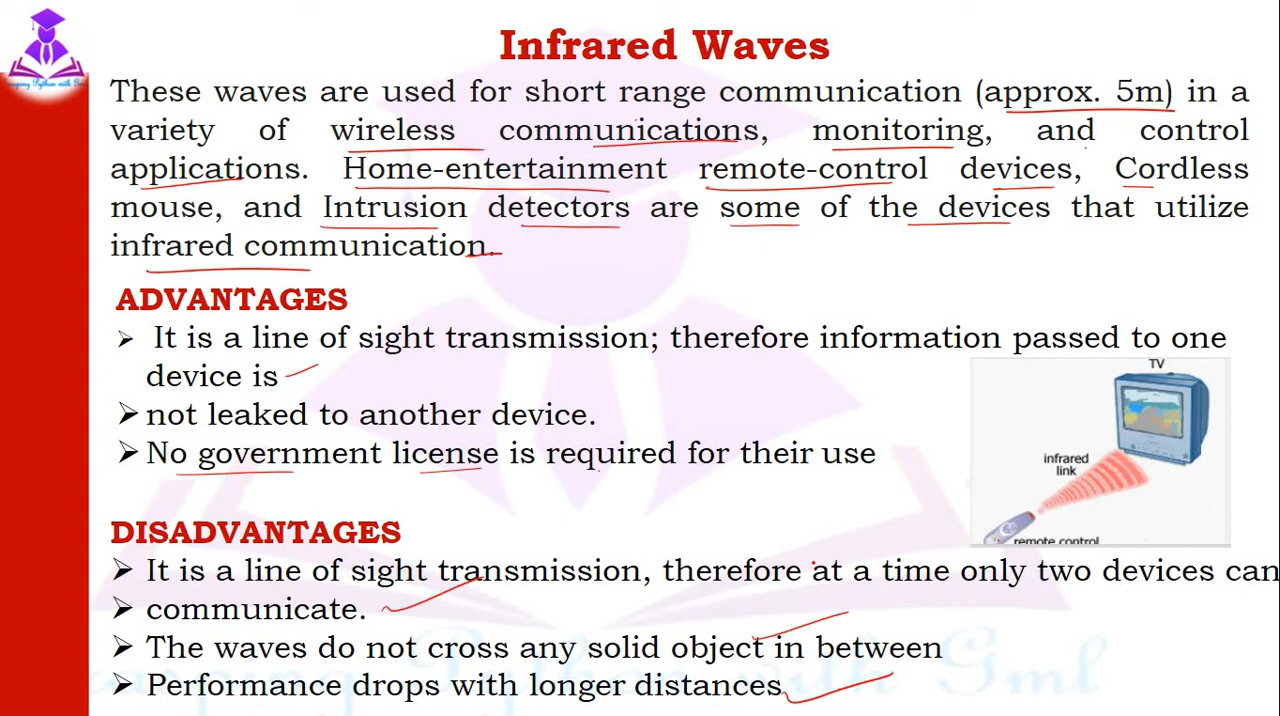 Infrared Waves
These waves are used for short range communication (approx. 5m) in a
variety of wireless communications, monitoring, and control
applications. Home-entertainment remote-control devices, Cordless
mouse, and Intrusion detectors are some of the devices that utilize
infrared communication.
ADVANTAGES
➢ It is a line of sight transmission; therefore information passed to one
device is
➢ not leaked to another device.
➢ No government license is required for their use
TV
infrared
link
remote control
DISADVANTAGES
➢ It is a line of sight transmission, therefore at a time only two devices can
➢ communicate.
➢ The waves do not cross any solid object in between
➢ Performance drops with longer distances